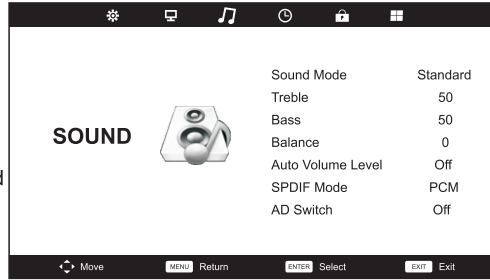 SOUND
Sound Mode Standard
Treble 50
Bass 50
Balance 0
Auto Volume Level Off
SPDIF Mode PCM
AD Switch Off
d
Move MENU Return ENTER Select EXIT Exit